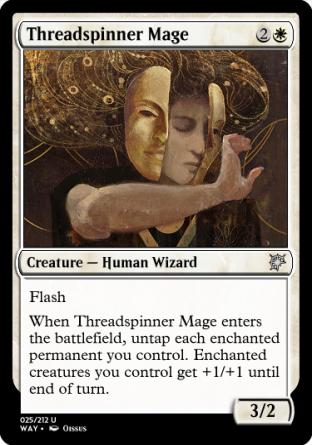 Threadspinner Mage 2
Creature — Human Wizard
Flash
When Threadspinner Mage enters
the battlefield, untap each enchanted
permanent you control. Enchanted
creatures you control get +1/+1 until
end of turn.
3/2
025/212 U
WAY • Oissus